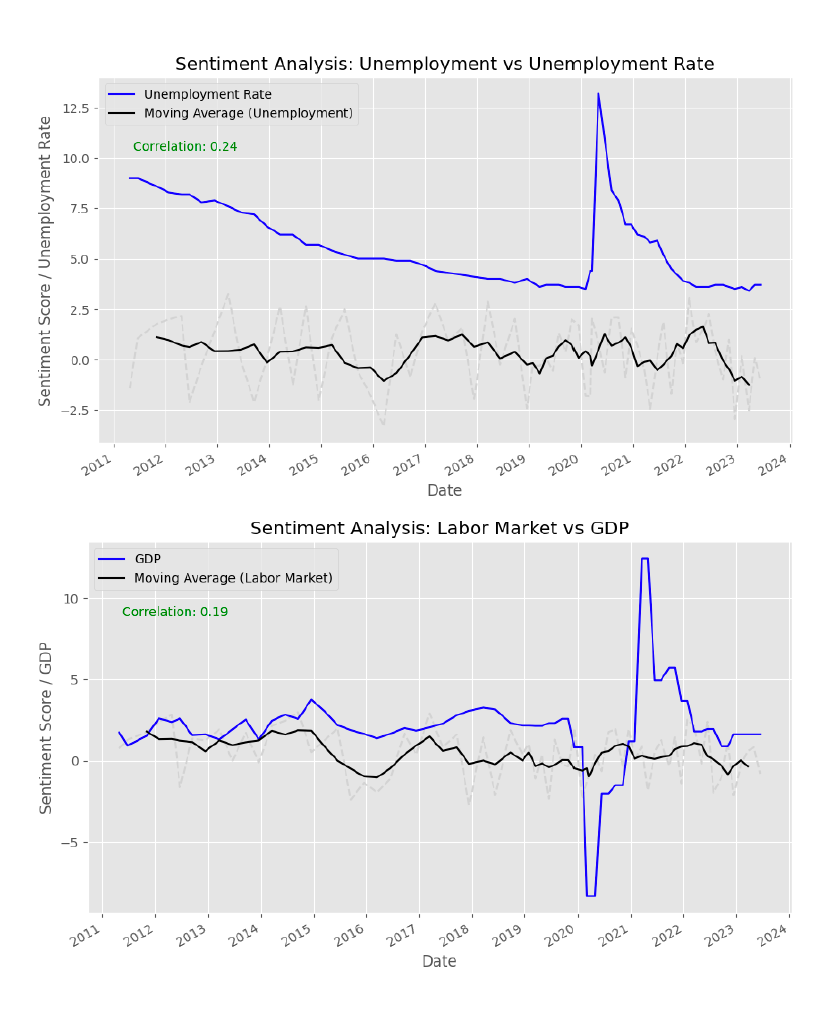 Sentiment Analysis: Unemployment vs Unemployment Rate
Unemployment Rate
Moving Average (Unemployment)
Correlation: 0.24
Sentiment Score / Unemployment Rate
12.5
10.0
7.5
5.0
2.5
0.0
−2.5
2011 2012 2013 2014 2015 2016 2017 2018 2019 2020 2021 2022 2023 2024
Date
Sentiment Analysis: Labor Market vs GDP
GDP
Moving Average (Labor Market)
Correlation: 0.19
Sentiment Score / GDP
10
5
0
−5
2011 2012 2013 2014 2015 2016 2017 2018 2019 2020 2021 2022 2023 2024
Date